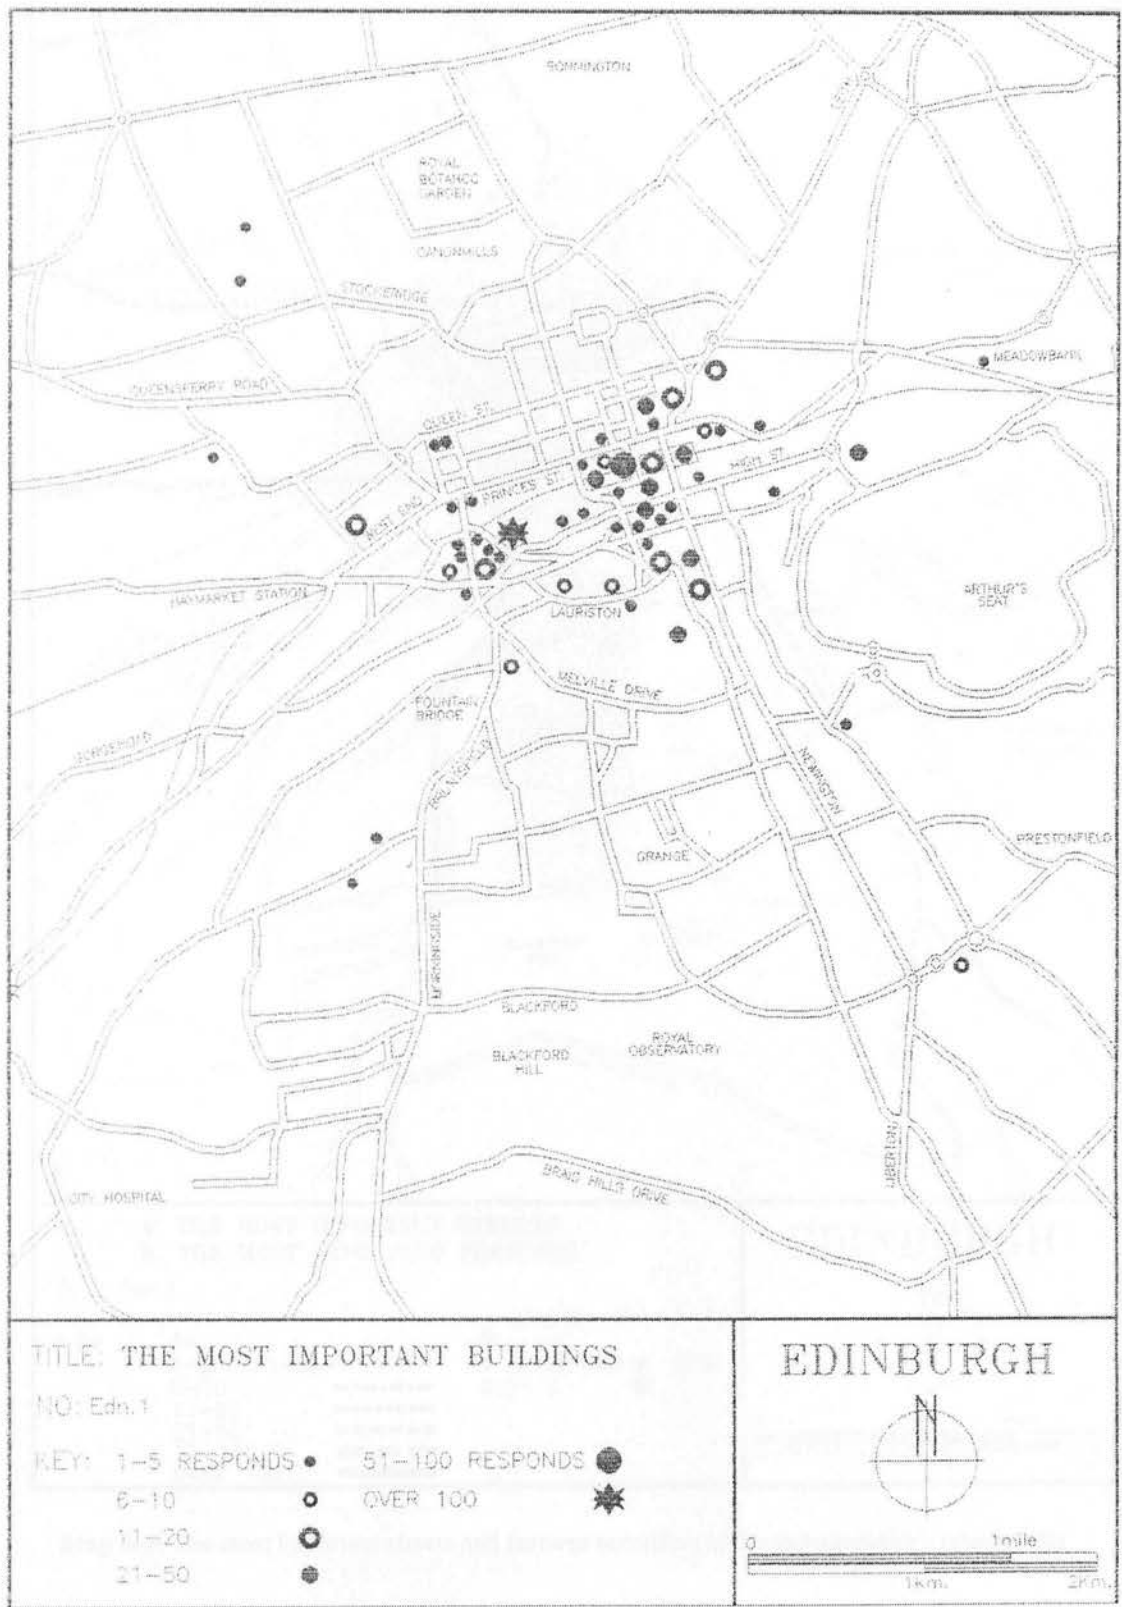 BONNINGTON
ROYAL
BOTANCC
GARDEN
CANONMILLS
STOCKBRIDGE
MEADOWBANK
QUEENSFERRY ROAD
QUEEN ST.
HIGH ST.
PRINCES ST.
WEST END
HAYMARKET STATION
ARTHUR'S
SEAT
LAURISTON
MELVILLE DRIVE
FOUNTAIN
BRIDGE
NEWINGTON
PRESTONFIELD
GRANGE
MORNINGSIDE
BLACKFORD
BLACKFORD
HILL
ROYAL
OBSERVATORY
LIBERTON
BRAID HILLS DRIVE
CITY HOSPITAL
TITLE: THE MOST IMPORTANT BUILDINGS
NO: Edn.1
KEY: 1-5 RESPONDS
6-10
11-20
21-50
51-100 RESPONDS
OVER 100
EDINBURGH
N
0 1mile
1Km. 2Km.